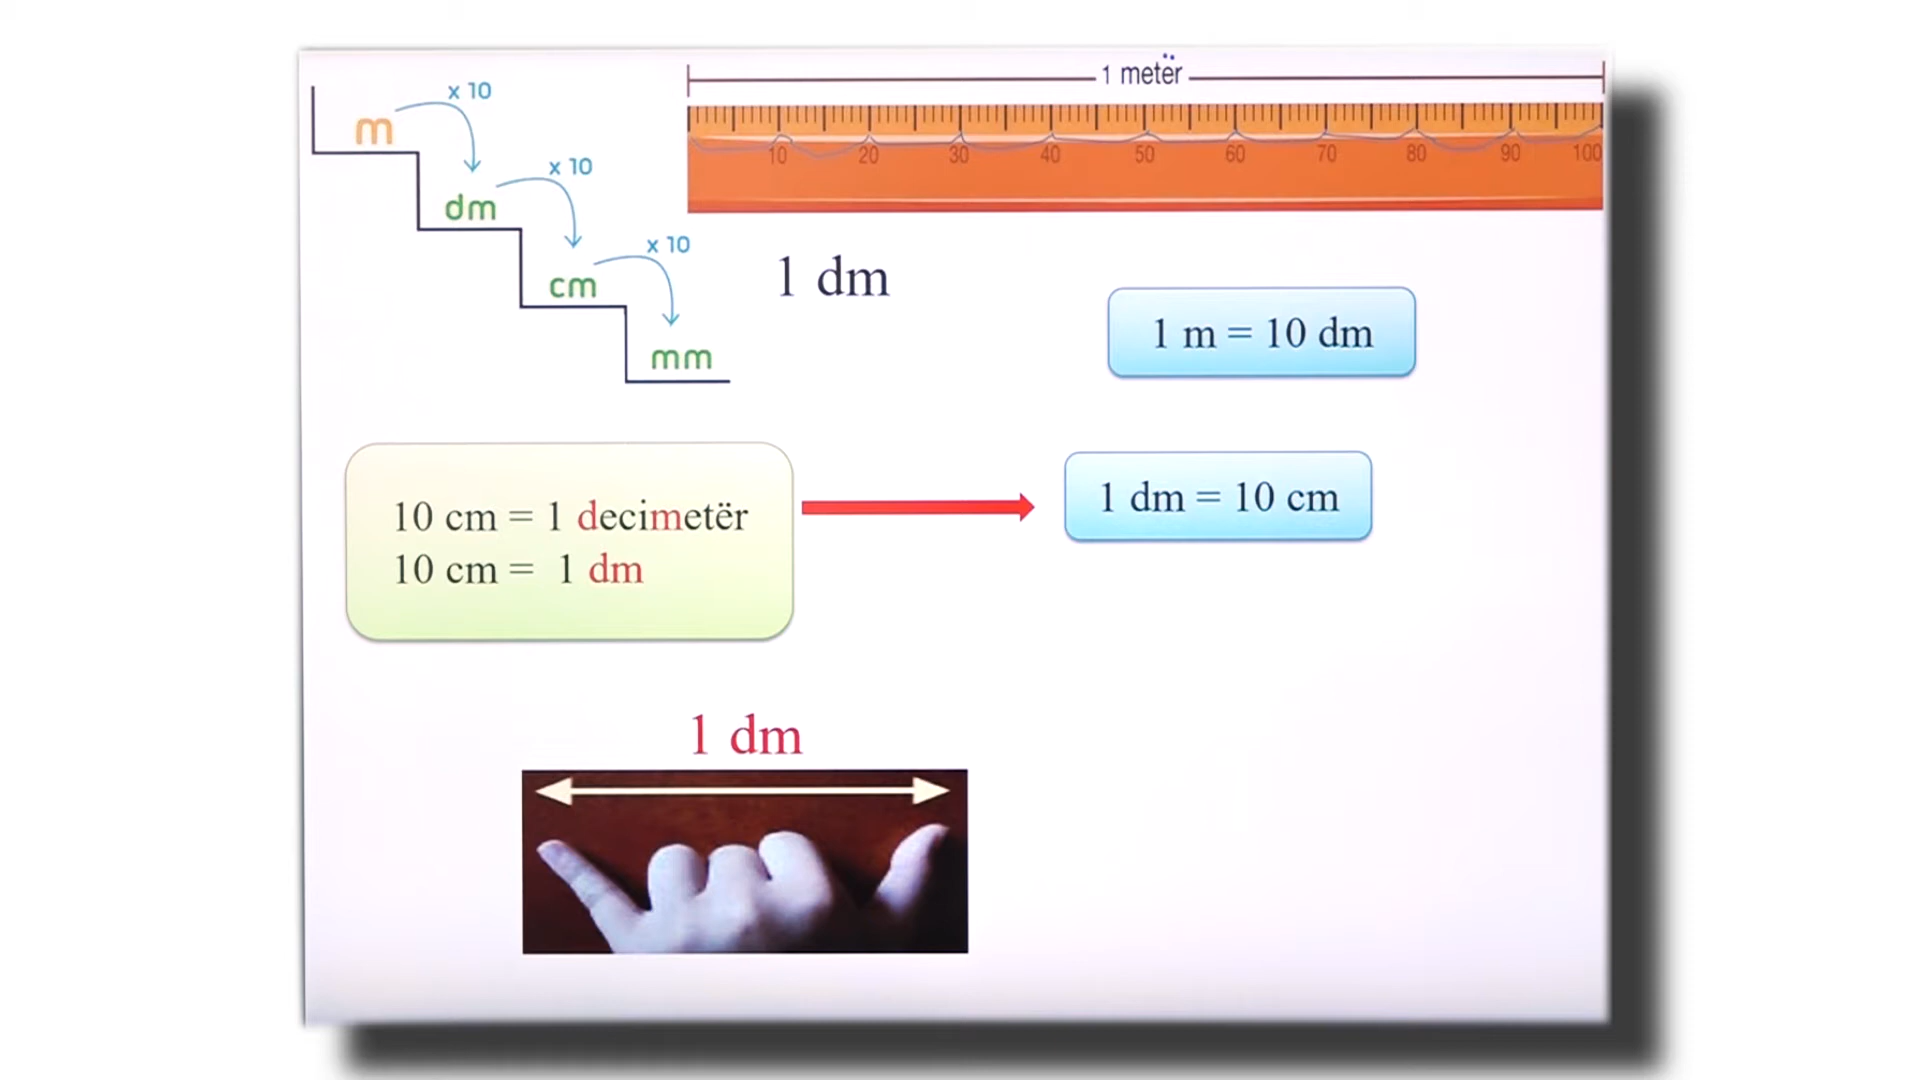 x 10
m
x 10
dm
x 10
cm
mm
1 metër
10 20 30 40 50 60 70 80 90 100
1 dm
1 m = 10 dm
10 cm = 1 decimetër
10 cm = 1 dm
1 dm = 10 cm
1 dm